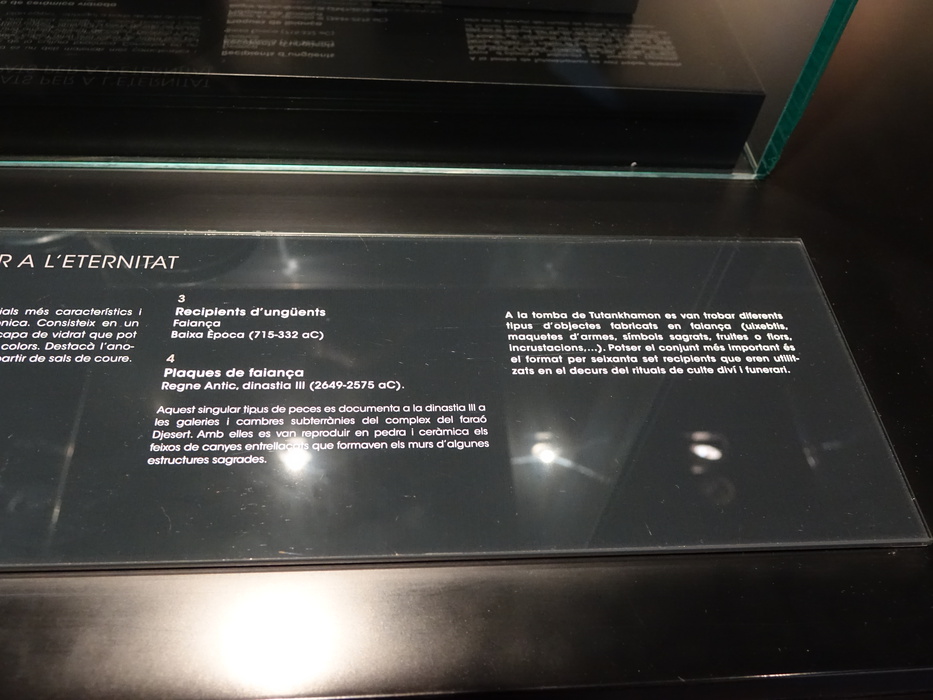 R A L'ETERNITAT
ials més característics i
ònica. Consisteix en un
capa de vidrat que pot
colors. Destacà l'ano-
partir de sals de coure.
3
Recipients d'ungüents
Faiança
Baixa Època (715-332 aC)
4
Plaques de faiança
Regne Antic, dinastia III (2649-2575 aC).
Aquest singular tipus de peces es documenta a la dinastia III a
les galeries i cambres subterrànies del complex del faraó
Djesert. Amb elles es van reproduir en pedra i ceràmica els
feixos de canyes entrellaçats que formaven els murs d'algunes
estructures sagrades.
A la tomba de Tutankhamon es van trobar diferents
tipus d'objectes fabricats en faiança (uixebtis,
maquetes d'armes, símbols sagrats, fruites o flors,
incrustacions,...). Potser el conjunt més important és
el format per seixanta set recipients que eren utilit-
zats en el decurs del rituals de culte diví i funerari.